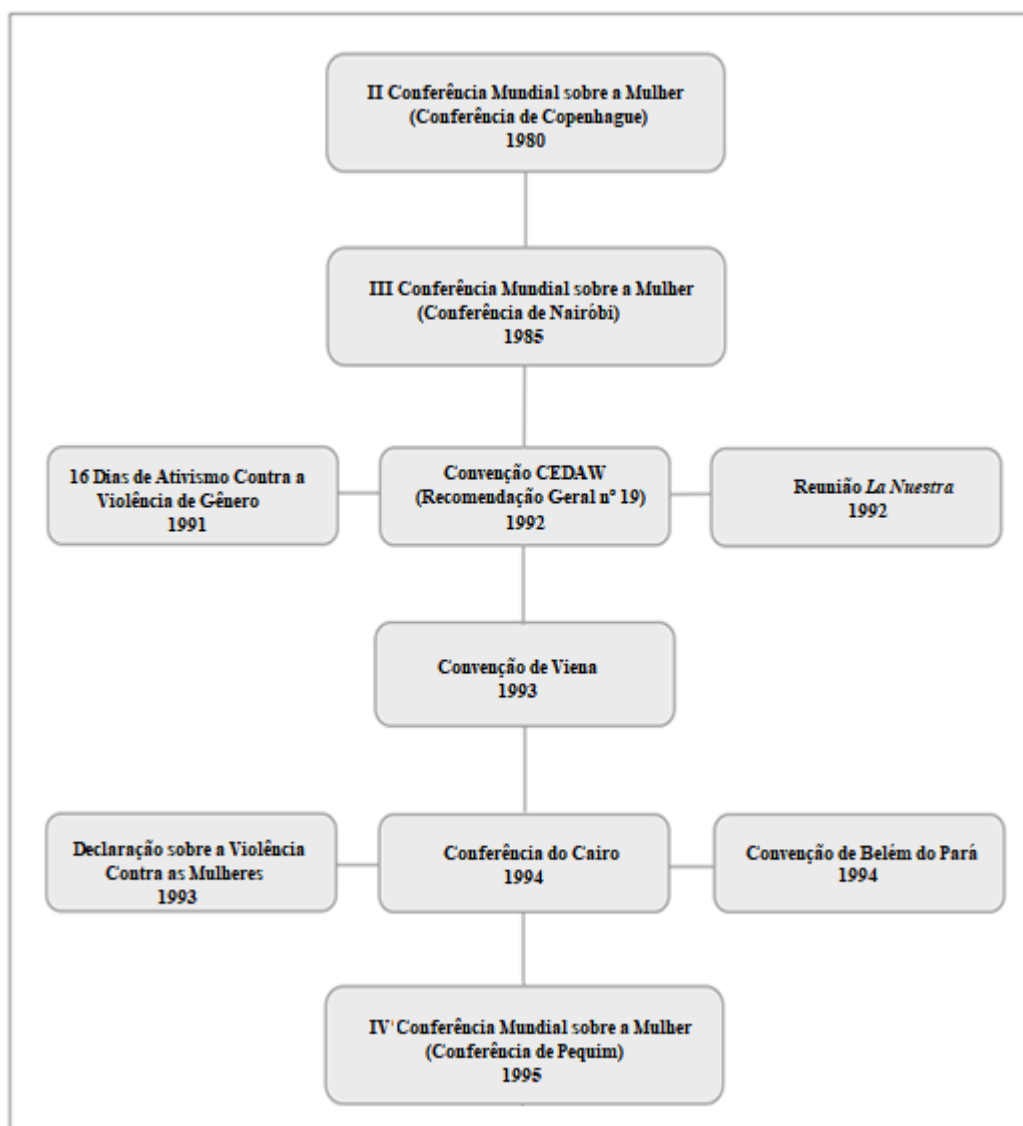 II Conferência Mundial sobre a Mulher
(Conferência de Copenhague)
1980
III Conferência Mundial sobre a Mulher
(Conferência de Nairóbi)
1985
16 Dias de Ativismo Contra a
Violência de Gênero
1991
Convenção CEDAW
(Recomendação Geral nº 19)
1992
Reunião La Nuestra
1992
Convenção de Viena
1993
Declaração sobre a Violência
Contra as Mulheres
1993
Conferência do Cairo
1994
Convenção de Belém do Pará
1994
IV Conferência Mundial sobre a Mulher
(Conferência de Pequim)
1995